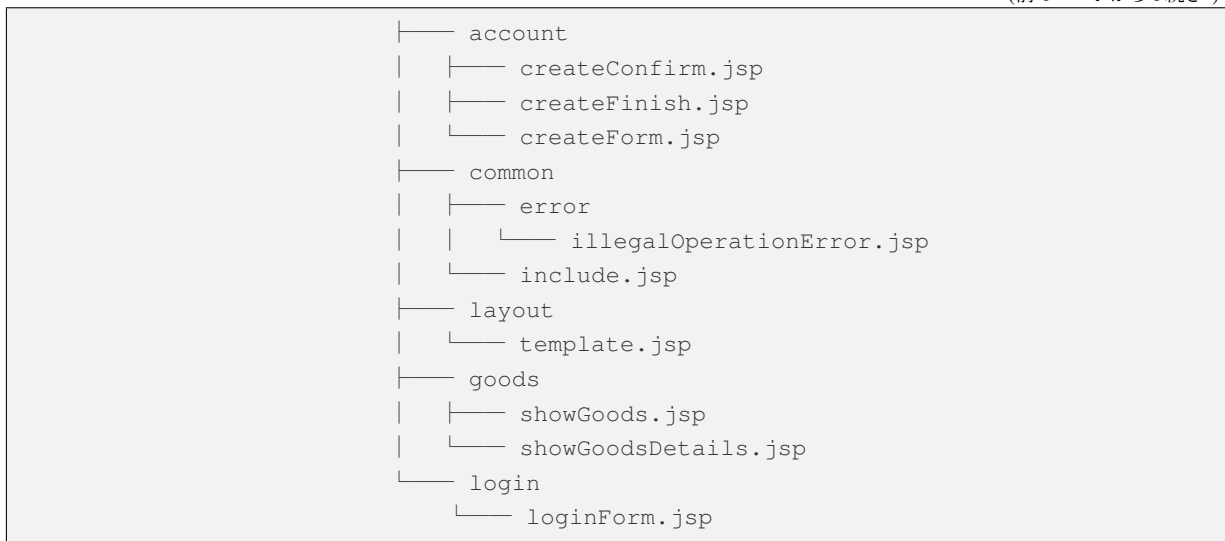 ├── account
│   ├── createConfirm.jsp
│   ├── createFinish.jsp
│   └── createForm.jsp
├── common
│   ├── error
│   │   └── illegalOperationError.jsp
│   └── include.jsp
├── layout
│   └── template.jsp
├── goods
│   ├── showGoods.jsp
│   └── showGoodsDetails.jsp
└── login
    └── loginForm.jsp